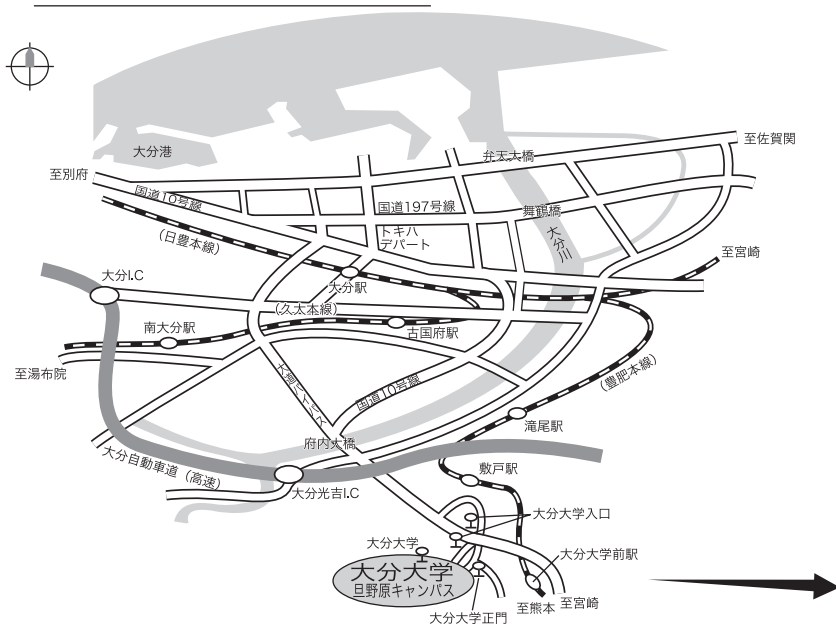 大分港
弁天大橋
至佐賀関
至別府
国道10号線
国道197号線
舞鶴橋
(日豊本線)
トキハ
デパート
大分川
至宮崎
大分I.C
大分駅
(久大本線)
南大分駅
古国府駅
至湯布院
国道10号線
(豊肥本線)
滝尾駅
府内大橋
大分自動車道(高速)
敷戸駅
大分光吉I.C
大分大学入口
大分大学
大分大学前駅
大分大学
旦野原キャンパス
至熊本
至宮崎
大分大学正門